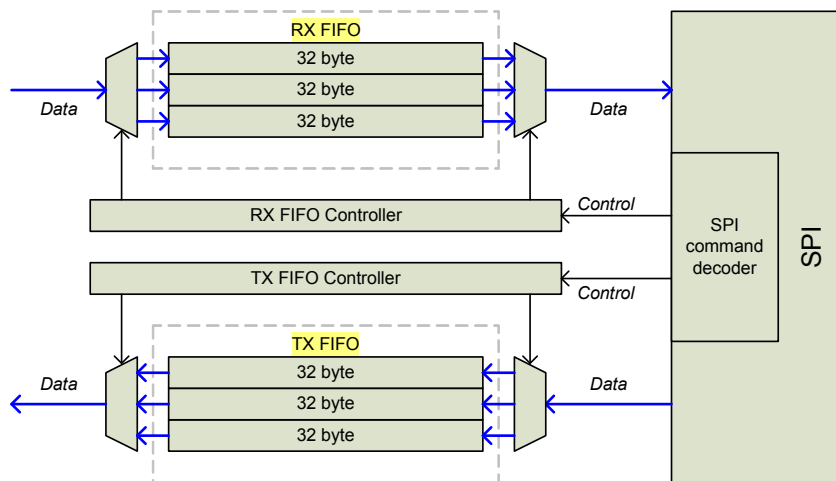 RX FIFO
32 byte
32 byte
32 byte
Data
Data
RX FIFO Controller
Control
SPI
command
decoder
SPI
TX FIFO Controller
Control
TX FIFO
32 byte
32 byte
32 byte
Data
Data